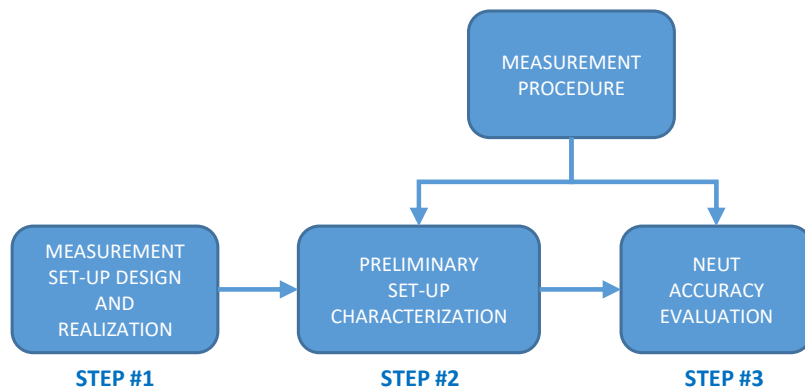 MEASUREMENT
PROCEDURE
MEASUREMENT
SET-UP DESIGN
AND
REALIZATION
PRELIMINARY
SET-UP
CHARACTERIZATION
NEUT
ACCURACY
EVALUATION
STEP #1
STEP #2
STEP #3